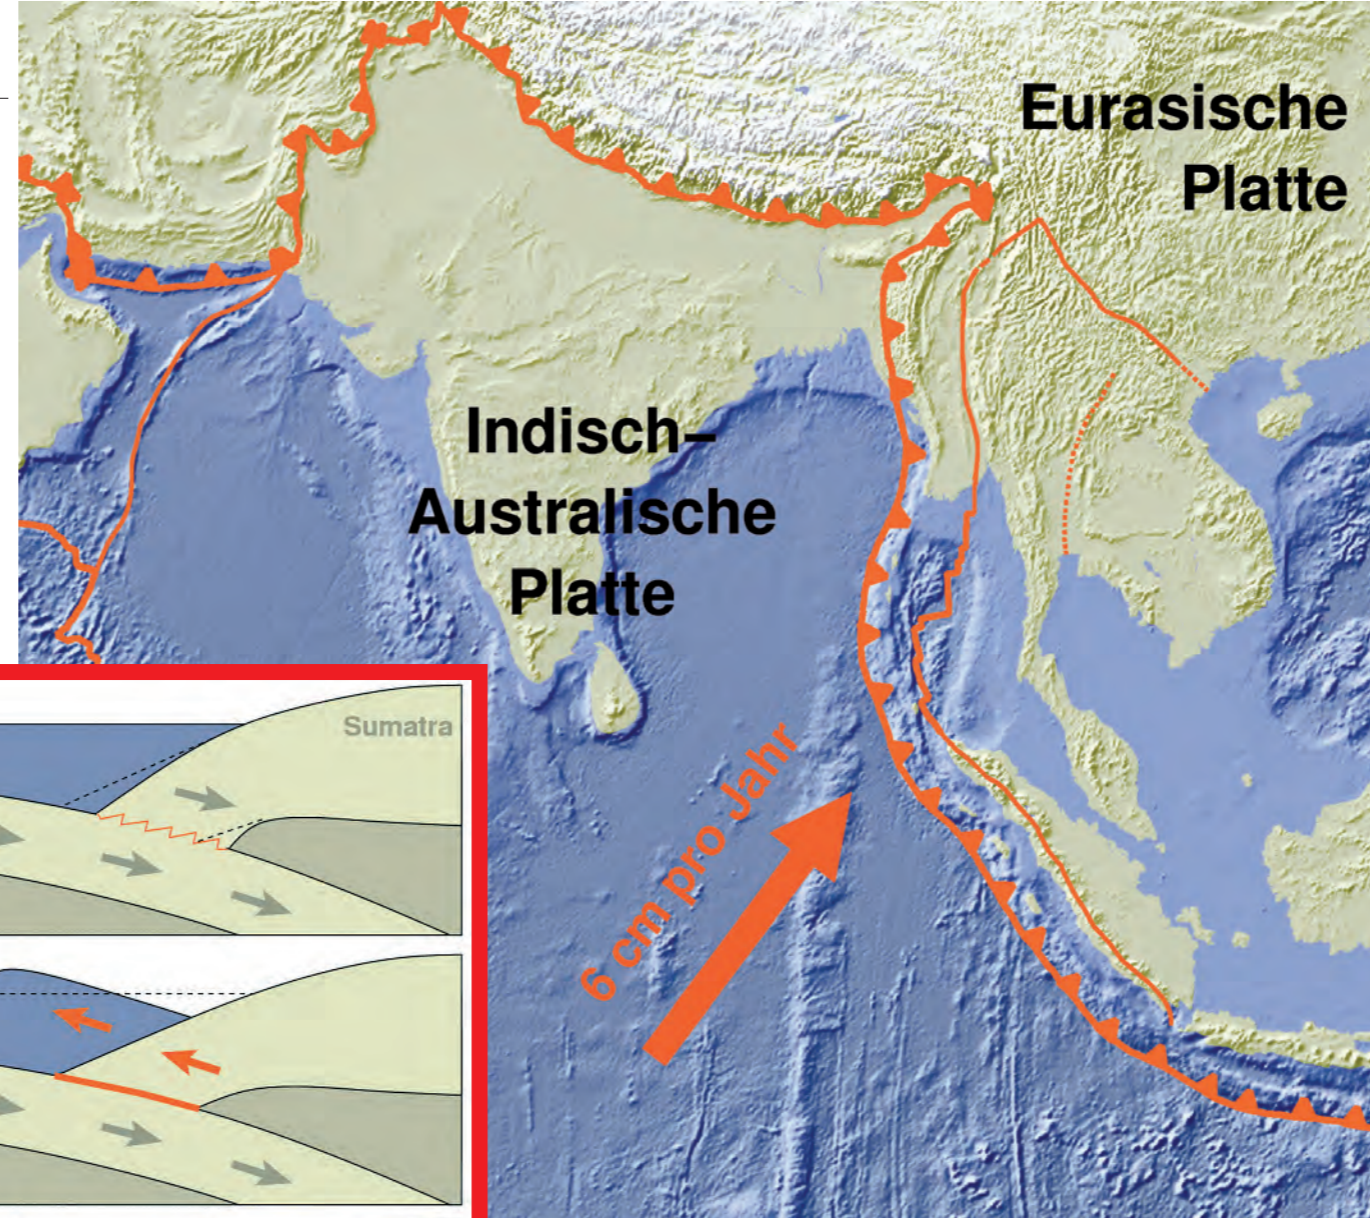 Eurasische
Platte
Indisch–
Australische
Platte
6 cm pro Jahr
Sumatra